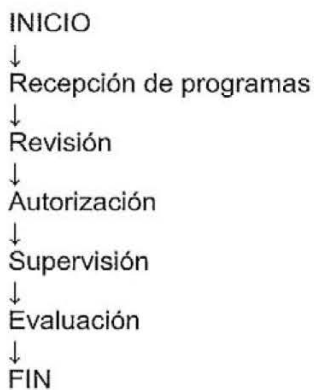 INICIO
↓
Recepción de programas
↓
Revisión
↓
Autorización
↓
Supervisión
↓
Evaluación
↓
FIN